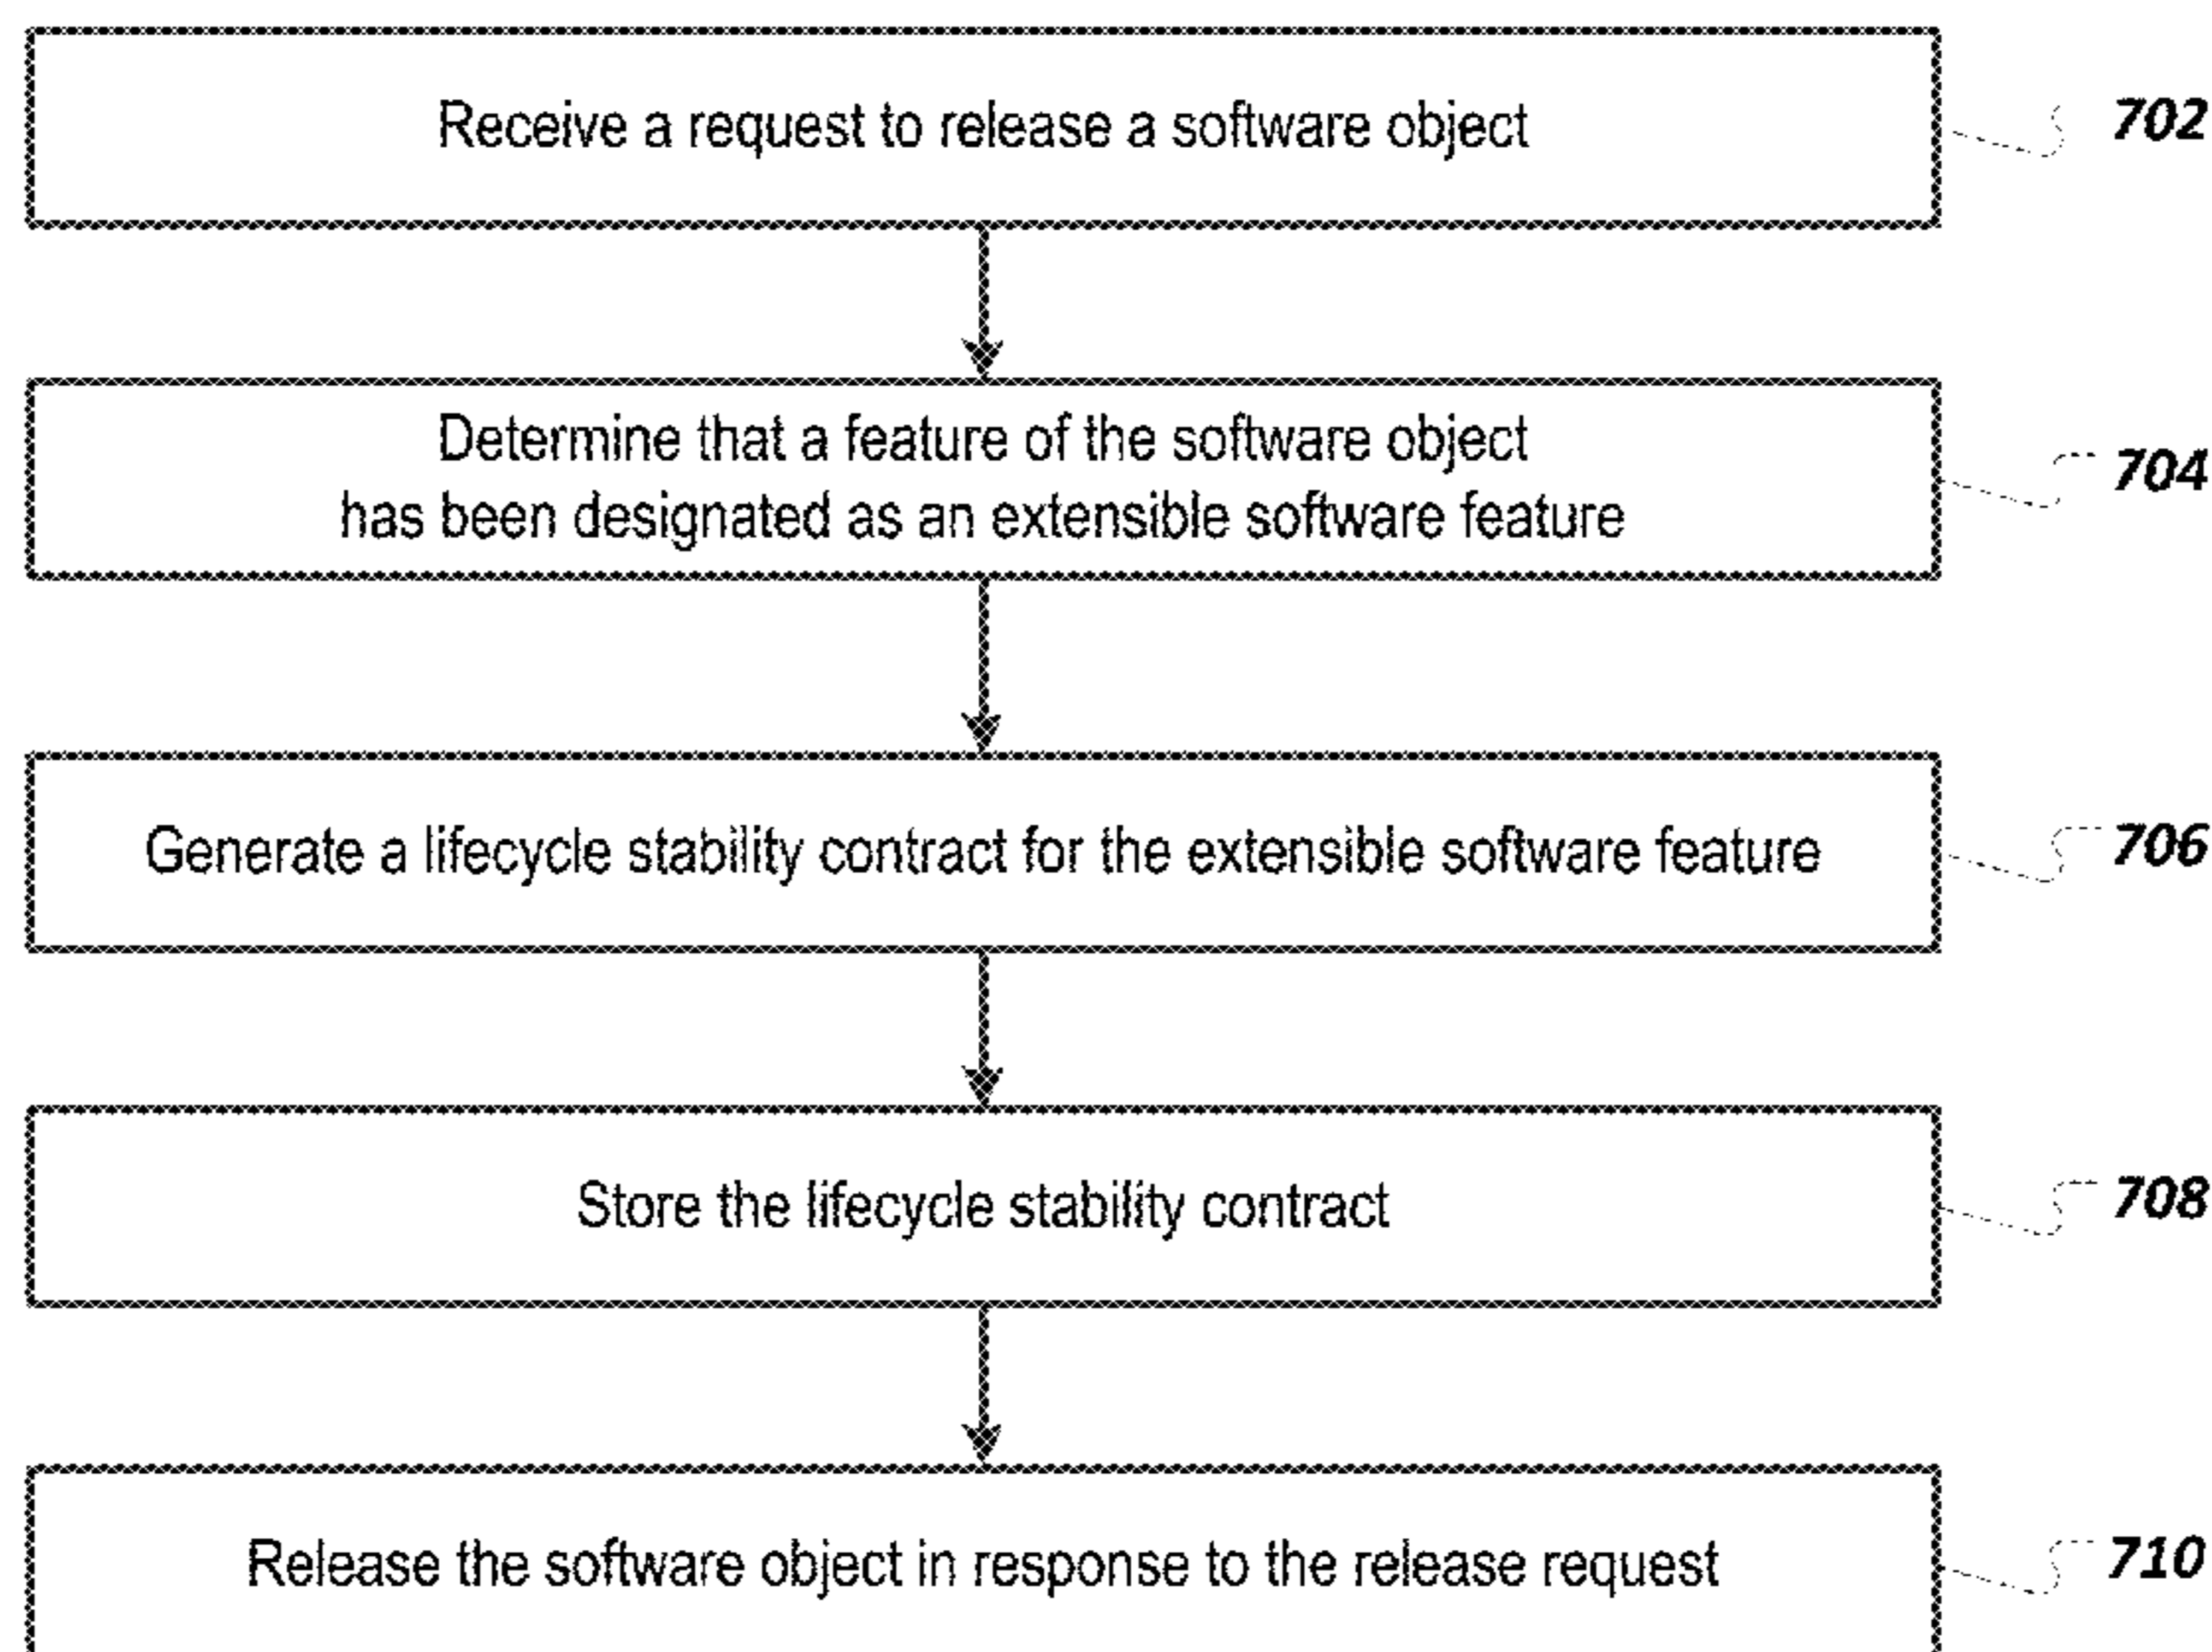 Receive a request to release a software object
702
Determine that a feature of the software object
has been designated as an extensible software feature
704
Generate a lifecycle stability contract for the extensible software feature
706
Store the lifecycle stability contract
708
Release the software object in response to the release request
710